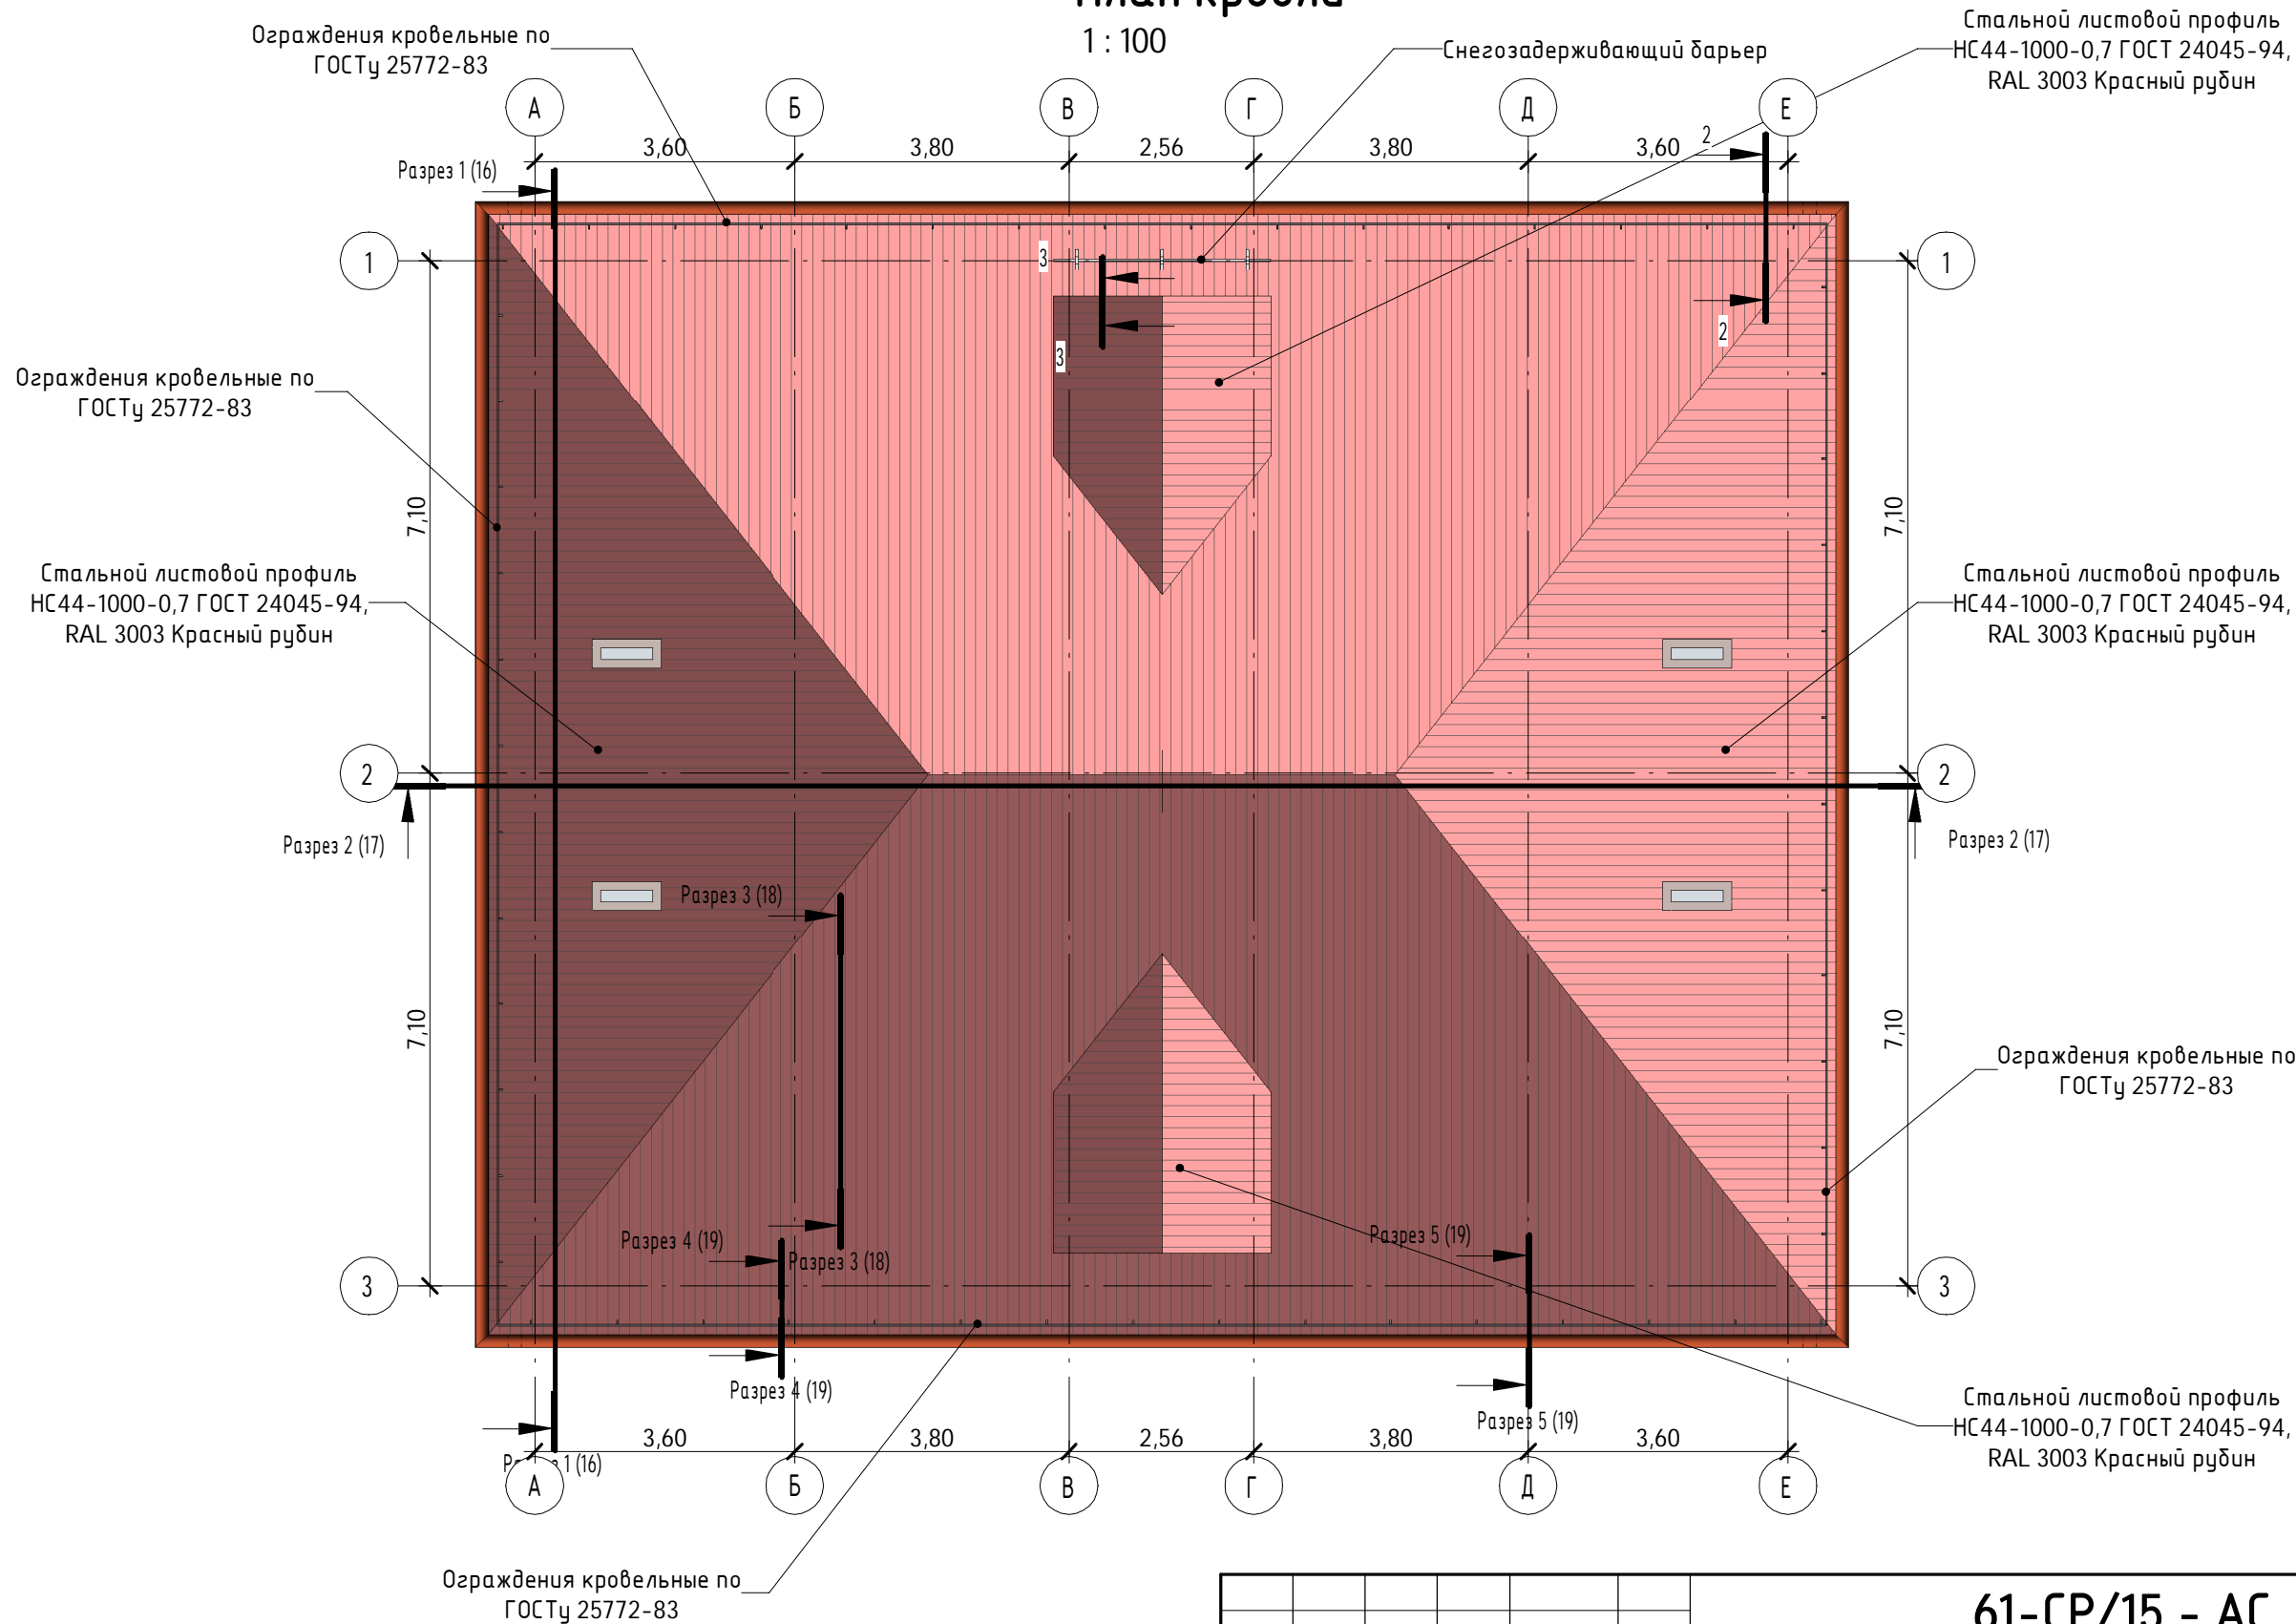 План кровли
1 : 100
Ограждения кровельные по
ГОСТу 25772-83
Снегозадерживающий барьер
Стальной листовой профиль
НС44-1000-0,7 ГОСТ 24045-94,
RAL 3003 Красный рубин
А
Б
В
Г
Д
Е
3,60
3,80
2,56
3,80
3,60
2
Разрез 1 (16)
1
3
1
2
3
Ограждения кровельные по
ГОСТу 25772-83
7,10
7,10
Стальной листовой профиль
НС44-1000-0,7 ГОСТ 24045-94,
RAL 3003 Красный рубин
Стальной листовой профиль
НС44-1000-0,7 ГОСТ 24045-94,
RAL 3003 Красный рубин
2
2
Разрез 2 (17)
Разрез 2 (17)
Разрез 3 (18)
7,10
7,10
Ограждения кровельные по
ГОСТу 25772-83
Разрез 4 (19)
Разрез 3 (18)
Разрез 5 (19)
3
3
Разрез 4 (19)
Разрез 5 (19)
Стальной листовой профиль
НС44-1000-0,7 ГОСТ 24045-94,
RAL 3003 Красный рубин
3,60
3,80
2,56
3,80
3,60
1 (16)
А
Б
В
Г
Д
Е
Ограждения кровельные по
ГОСТу 25772-83
61-СР/15 - АС